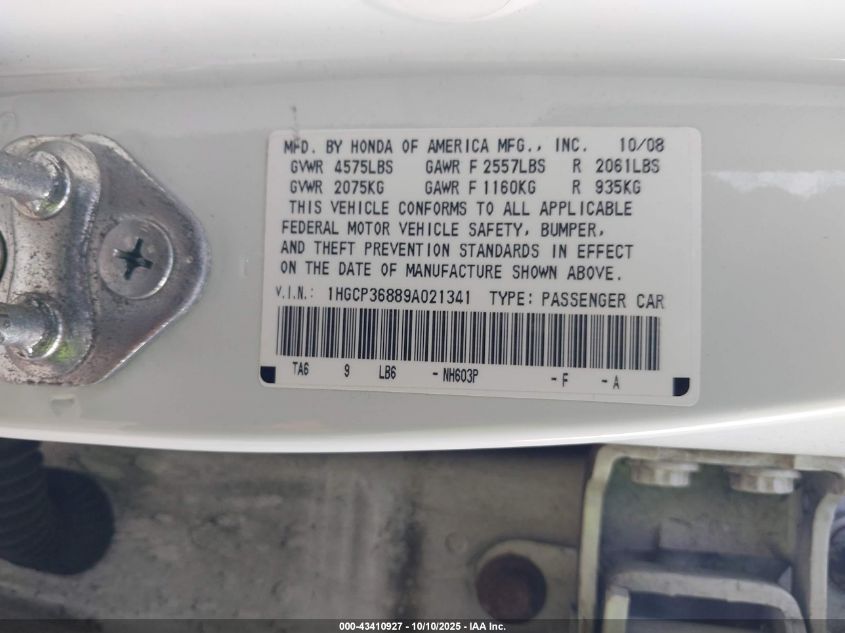 MFD. BY HONDA OF AMERICA MFG., INC. 10/08
GVWR 4575LBS GAWR F 2557LBS R 2061LBS
GVWR 2075KG GAWR F 1160KG R 935KG
THIS VEHICLE CONFORMS TO ALL APPLICABLE
FEDERAL MOTOR VEHICLE SAFETY, BUMPER,
AND THEFT PREVENTION STANDARDS IN EFFECT
ON THE DATE OF MANUFACTURE SHOWN ABOVE.
V.I.N.: 1HGCP36889A021341 TYPE: PASSENGER CAR
TA6 9 LB6 - NH603P - F - A
000-43410927 - 10/10/2025 - IAA Inc.